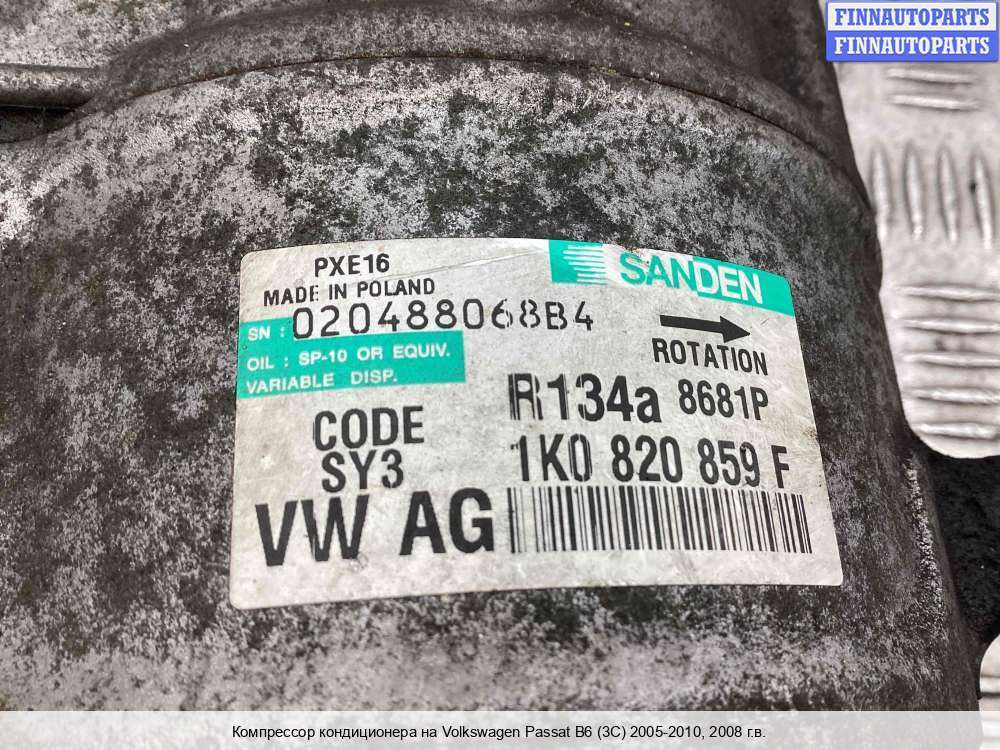 FINNAUTOPARTS
FINNAUTOPARTS
PXE16
SANDEN
MADE IN POLAND
SN : 020488068B4
ROTATION
OIL : SP-10 OR EQUIV.
VARIABLE DISP.
R134a 8681P
CODE
SY3
1K0 820 859 F
VW AG
Компрессор кондиционера на Volkswagen Passat B6 (3C) 2005-2010, 2008 г.в.